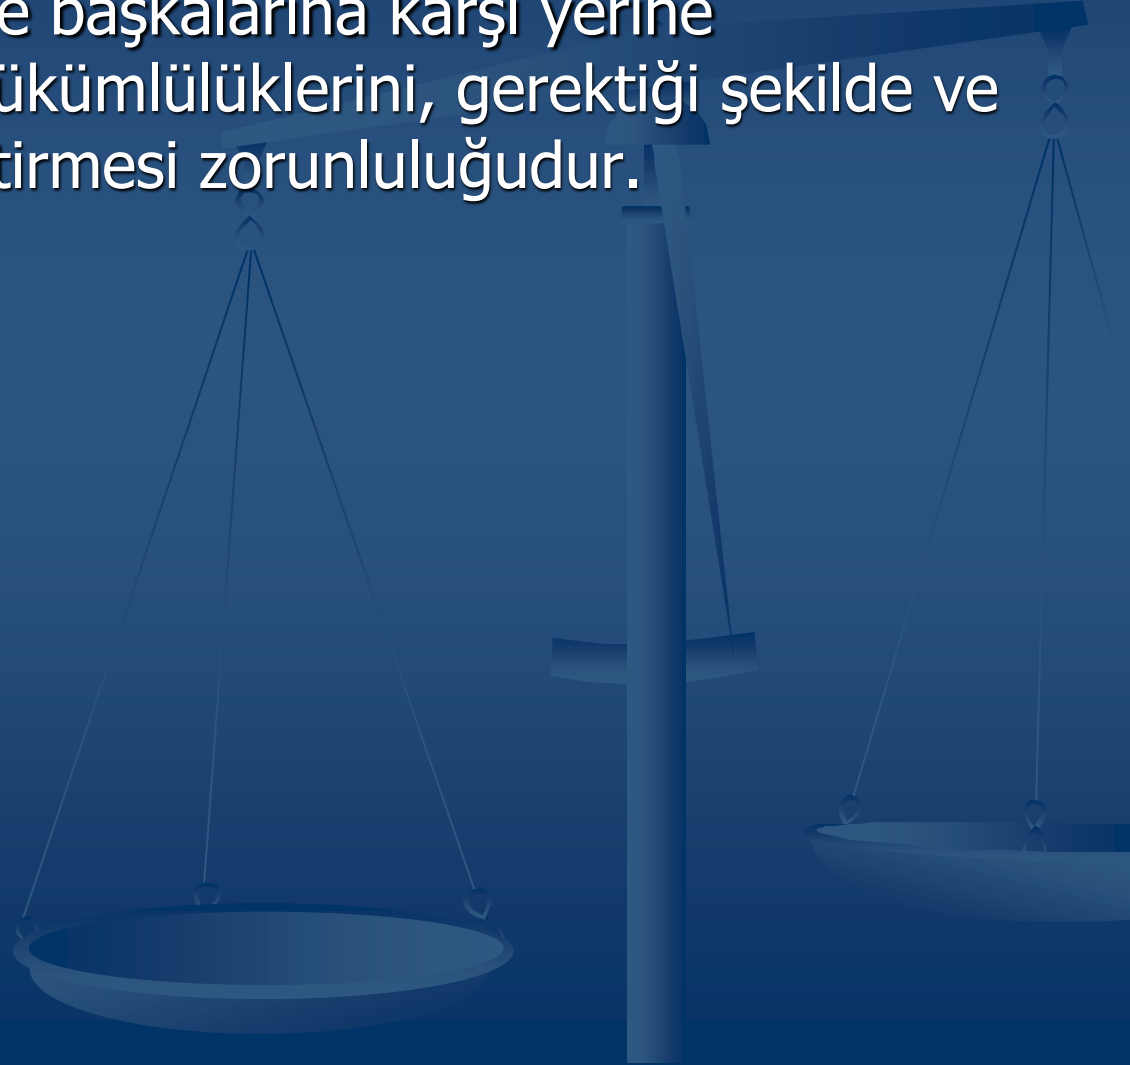 e başkalarına karşı yerine
ükümlülüklerini, gerektiği şekilde ve
tirmesi zorunluluğudur.